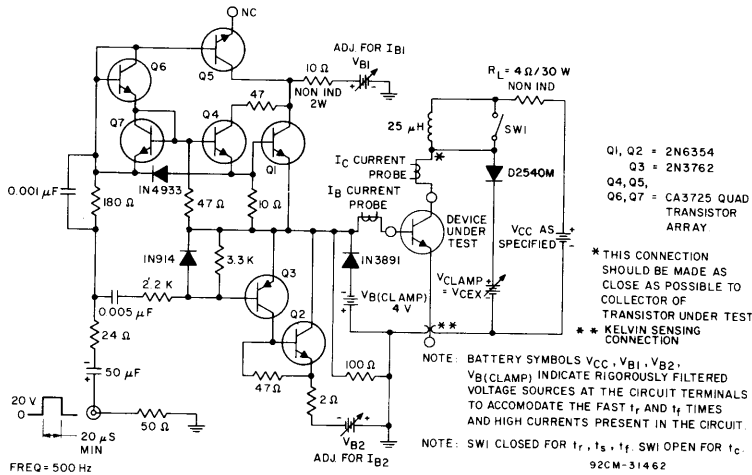 NC
Q6
Q5
ADJ. FOR IB1
VB1
10 Ω
NON IND
2W
+ -
RL = 4 Ω/30 W
NON IND
47
Q7
Q4
Q1
25 μH
SW1
IC CURRENT
PROBE
*
D2540M
Q1, Q2 = 2N6354
Q3 = 2N3762
Q4, Q5,
Q6, Q7 = CA3725 QUAD
TRANSISTOR
ARRAY
0.001 μF
180 Ω
1N4933
47 Ω
10 Ω
IB CURRENT
PROBE
DEVICE
UNDER
TEST
VCC AS
SPECIFIED
+
-
1N914
3.3 K
Q3
1N3891
VCLAMP
= VCEX
+
-
* THIS CONNECTION
SHOULD BE MADE AS
CLOSE AS POSSIBLE TO
COLLECTOR OF
TRANSISTOR UNDER TEST
2.2 K
0.005 μF
Q2
-
+
VB(CLAMP)
4 V
**
** KELVIN SENSING
CONNECTION
24 Ω
-
+
50 μF
47 Ω
2 Ω
100 Ω
NOTE: BATTERY SYMBOLS VCC, VB1, VB2,
VB(CLAMP) INDICATE RIGOROUSLY FILTERED
VOLTAGE SOURCES AT THE CIRCUIT TERMINALS
TO ACCOMODATE THE FAST tr AND tf TIMES
AND HIGH CURRENTS PRESENT IN THE CIRCUIT.
20 V
0
20 μS
MIN
50 Ω
- +
VB2
ADJ. FOR IB2
NOTE: SW1 CLOSED FOR tr, ts, tf. SW1 OPEN FOR tc.
FREQ = 500 Hz
92CM-31462